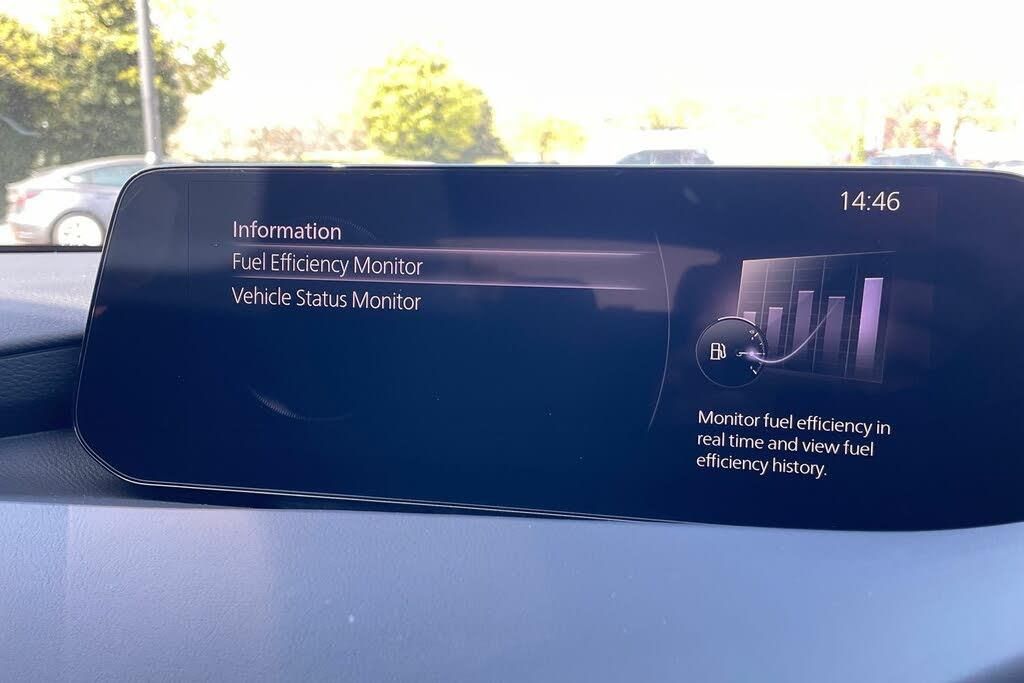 14:46
Information
Fuel Efficiency Monitor
Vehicle Status Monitor
Monitor fuel efficiency in
real time and view fuel
efficiency history.